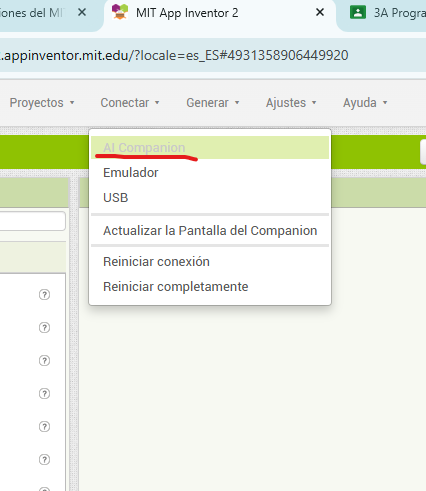 iones del MI
MIT App Inventor 2
3A Progra
.appinventor.mit.edu/?locale=es_ES#4931358906449920
Proyectos Conectar Generar Ajustes Ayuda
AI Companion
Emulador
USB
Actualizar la Pantalla del Companion
Reiniciar conexión
Reiniciar completamente